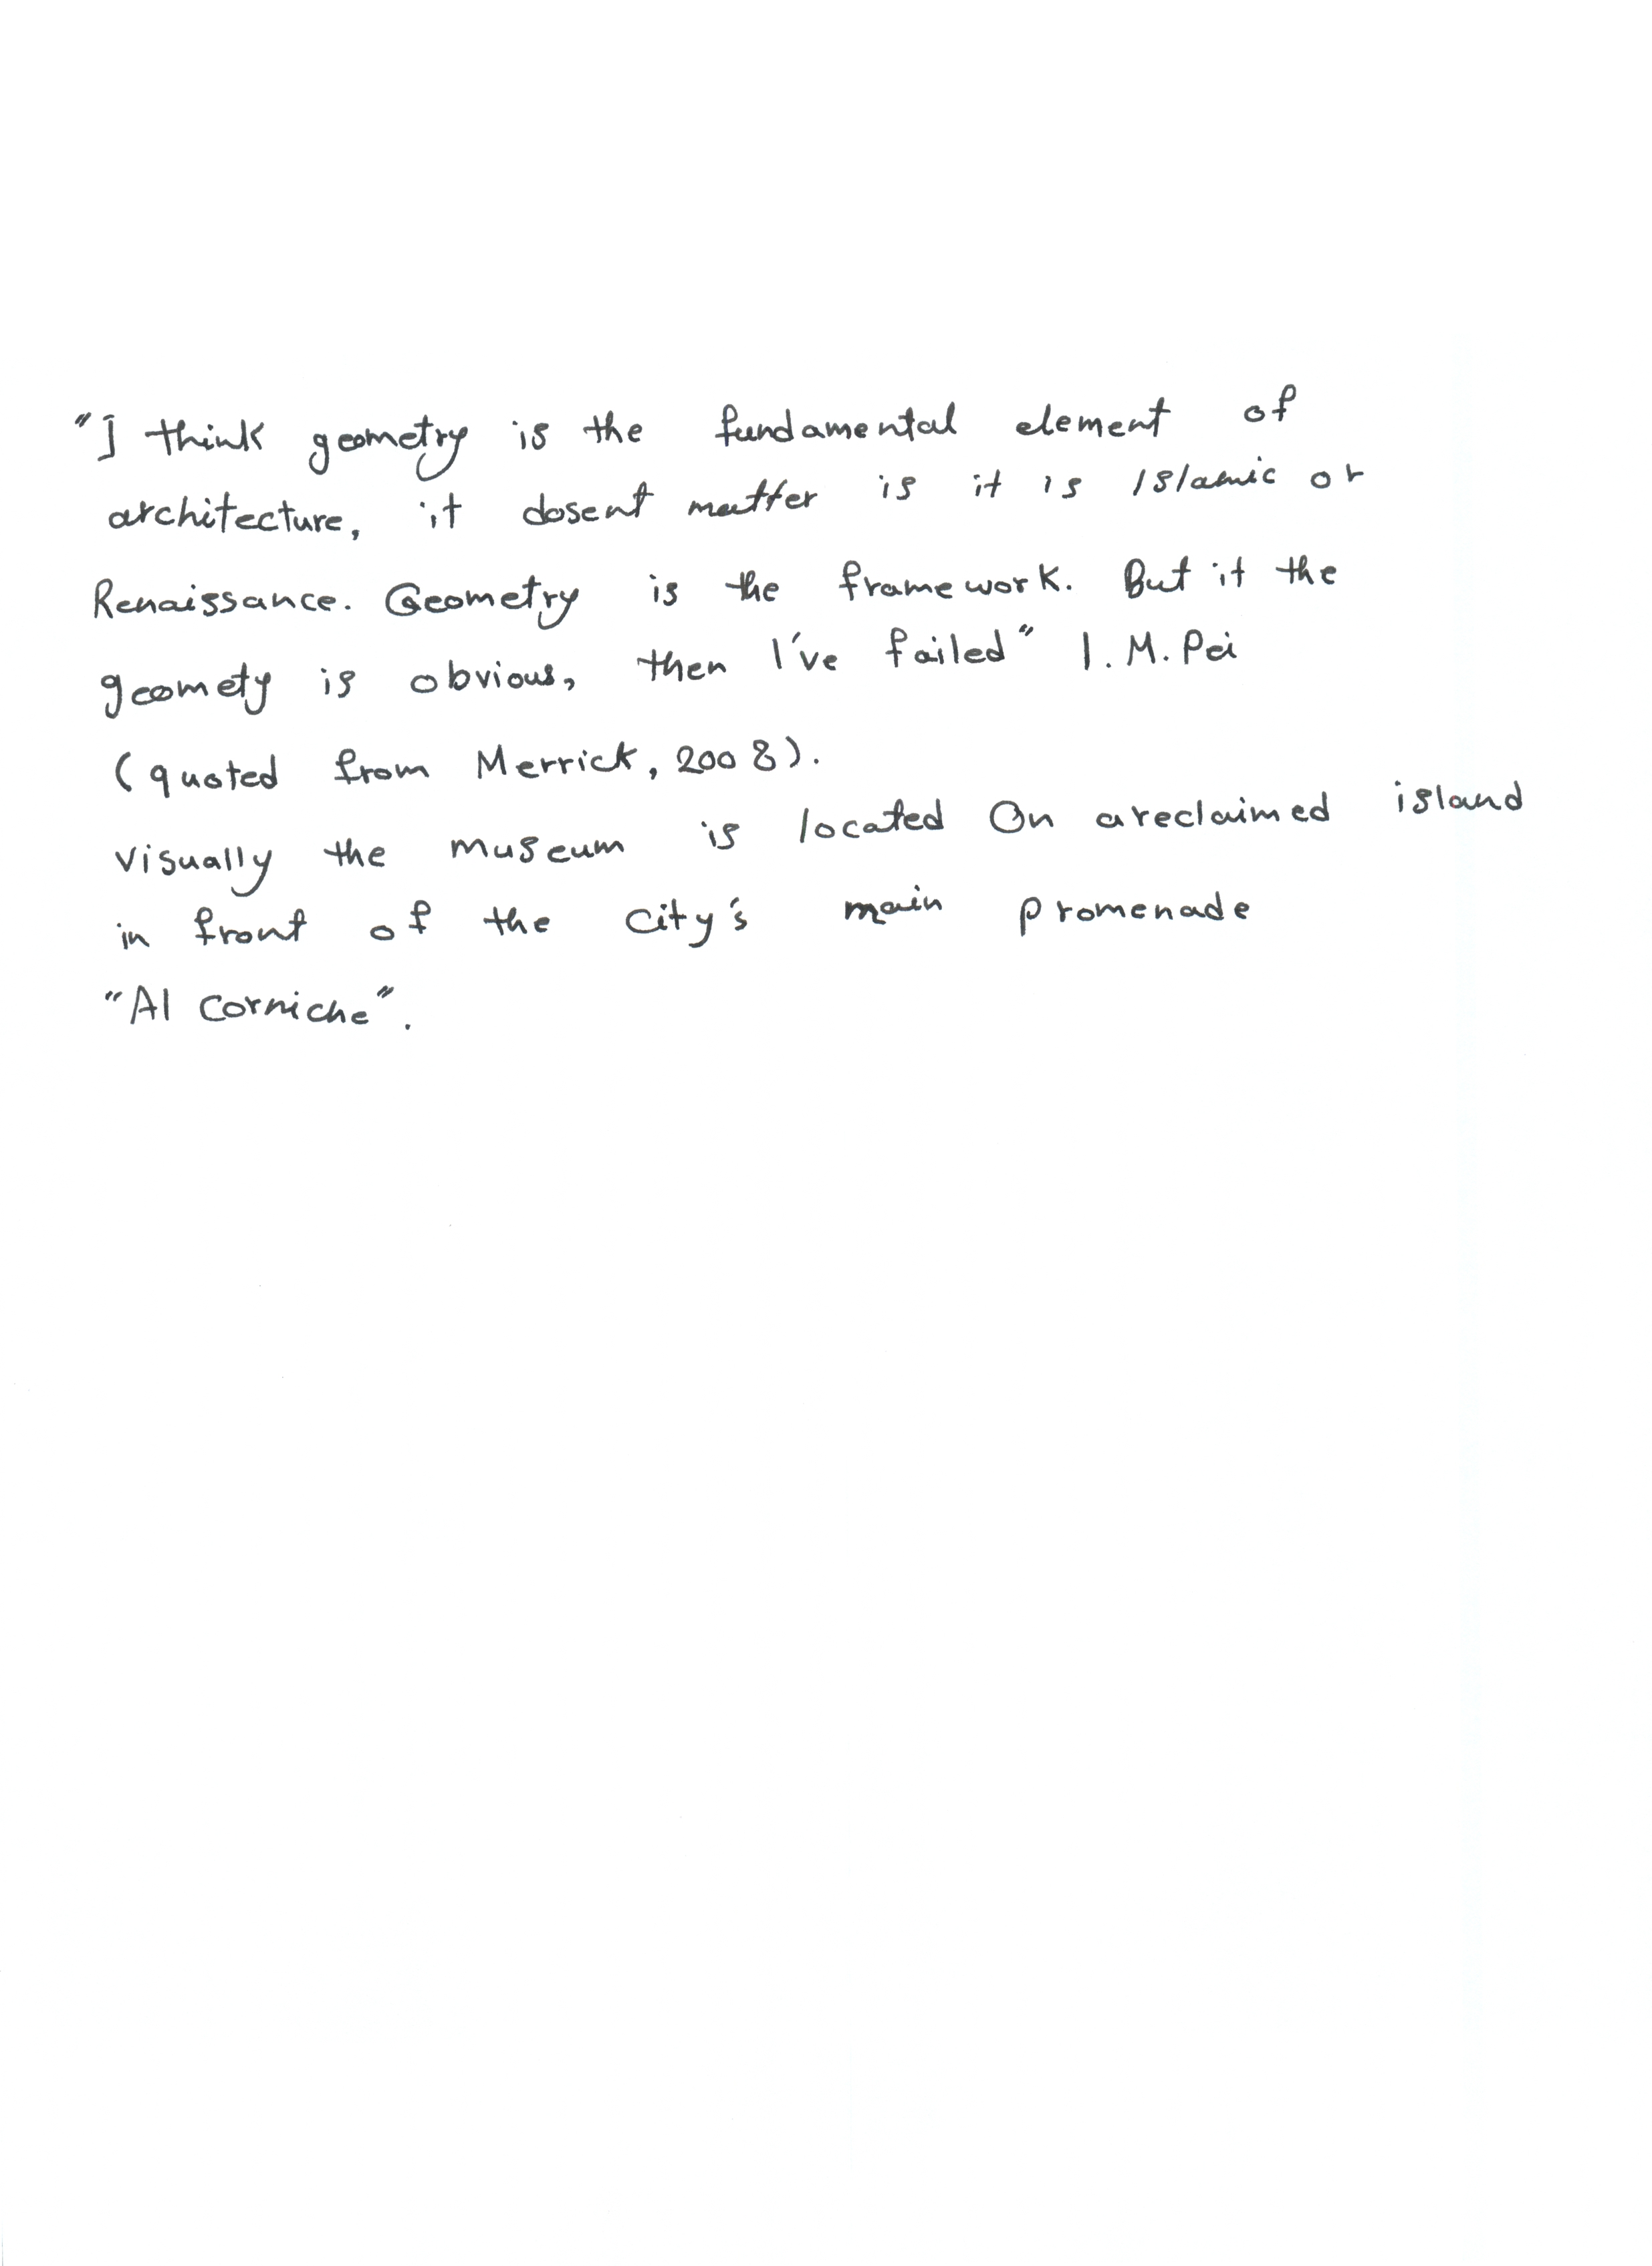 "I think geometry is the fundamental element of
architecture, it dosent matter is it is Islamic or
Renaissance. Geometry is the framework. But it the
geomety is obvious, then I've failed" I.M.Pei
(quoted from Merrick, 2008).
visually the museum is located On areclaimed island
in front of the City's main promenade
"Al Corniche".